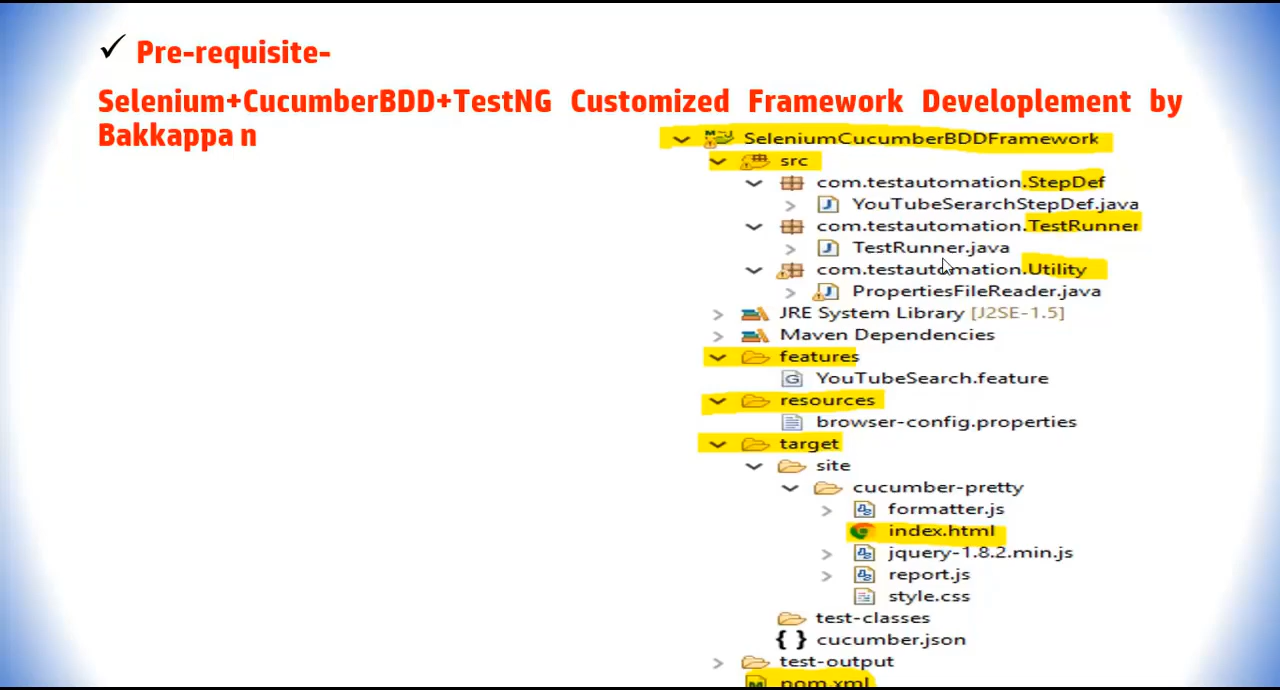 ✓ Pre-requisite-
Selenium+CucumberBDD+TestNG Customized Framework Developlement by
Bakkappa n
SeleniumCucumberBDDFramework
src
com.testautomation.StepDef
YouTubeSerarchStepDef.java
com.testautomation.TestRunner
TestRunner.java
com.testautomation.Utility
PropertiesFileReader.java
JRE System Library [J2SE-1.5]
Maven Dependencies
features
YouTubeSearch.feature
resources
browser-config.properties
target
site
cucumber-pretty
formatter.js
index.html
jquery-1.8.2.min.js
report.js
style.css
test-classes
{ } cucumber.json
test-output
pom.xml